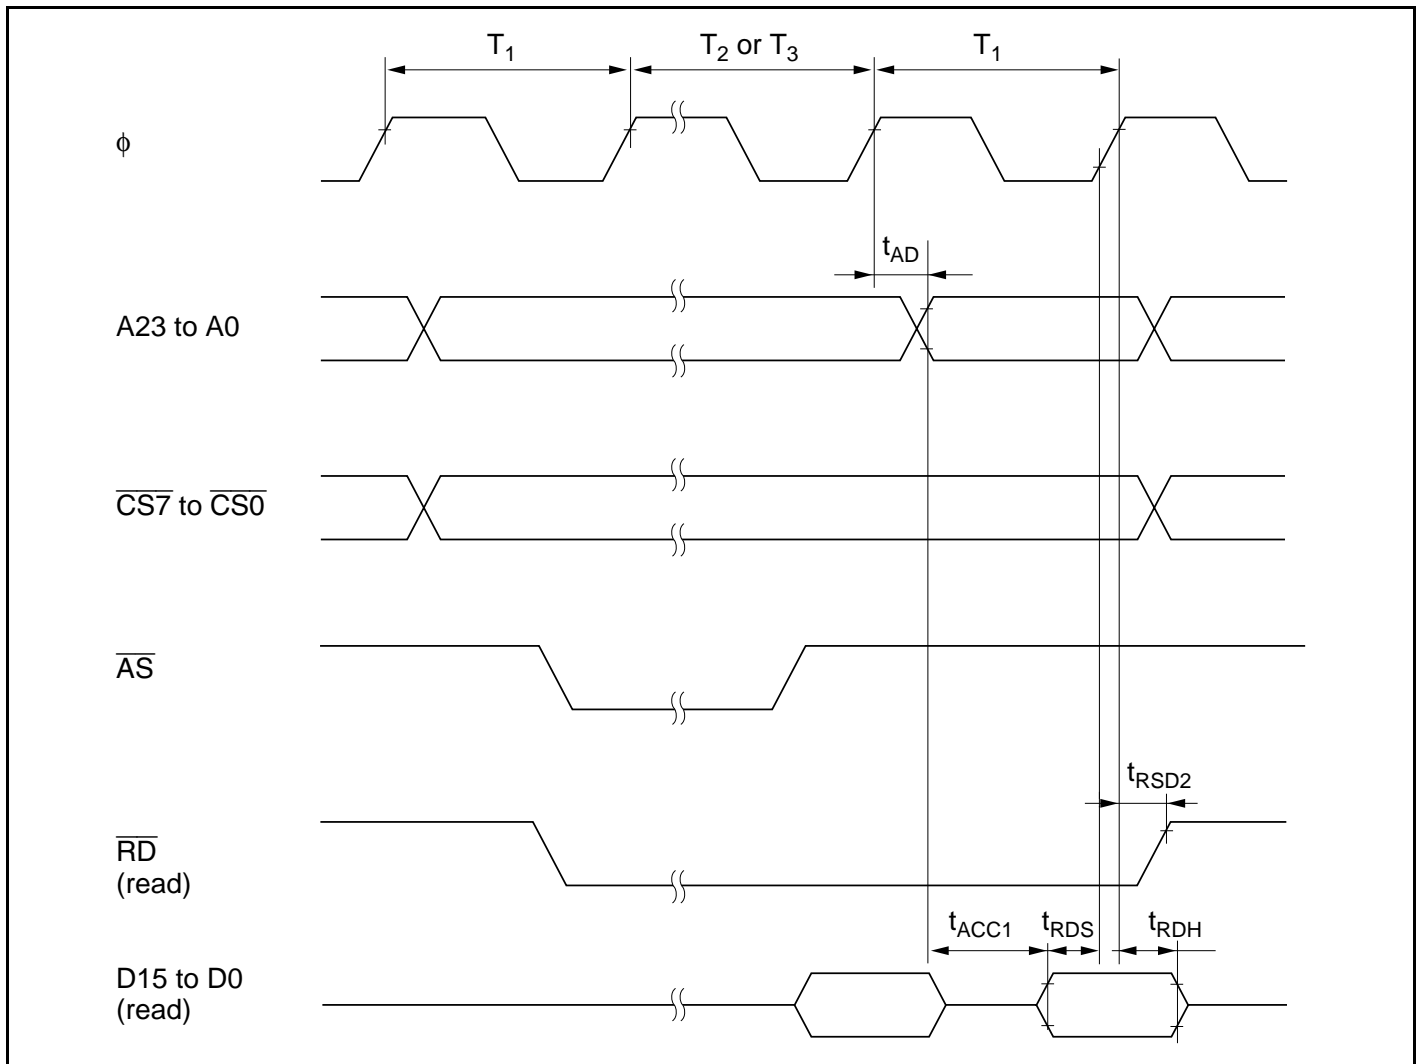 T1 T2 or T3 T1
φ
tAD
A23 to A0
CS7 to CS0
AS
tRSD2
RD
(read)
tACC1 tRDS tRDH
D15 to D0
(read)